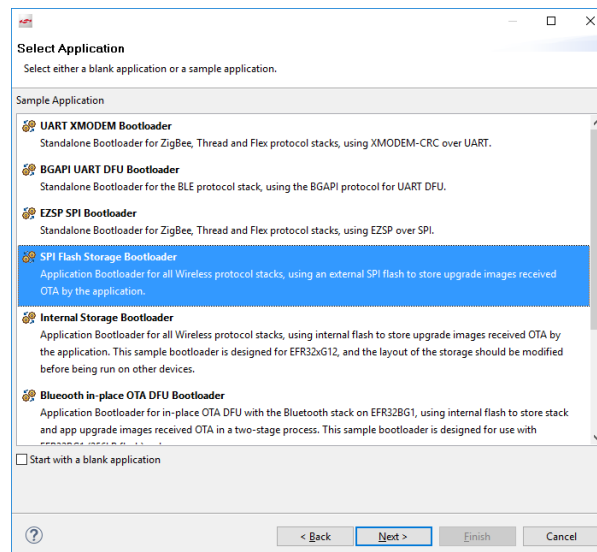 Select Application
Select either a blank application or a sample application.
Sample Application
UART XMODEM Bootloader
Standalone Bootloader for ZigBee, Thread and Flex protocol stacks, using XMODEM-CRC over UART.
BGAPI UART DFU Bootloader
Standalone Bootloader for the BLE protocol stack, using the BGAPI protocol for UART DFU.
EZSP SPI Bootloader
Standalone Bootloader for ZigBee, Thread and Flex protocol stacks, using EZSP over SPI.
SPI Flash Storage Bootloader
Application Bootloader for all Wireless protocol stacks, using an external SPI flash to store upgrade images received
OTA by the application.
Internal Storage Bootloader
Application Bootloader for all Wireless protocol stacks, using internal flash to store upgrade images received OTA by
the application. This sample bootloader is designed for EFR32xG12, and the layout of the storage should be modified
before being run on other devices.
Blueooth in-place OTA DFU Bootloader
Application Bootloader for in-place OTA DFU with the Bluetooth stack on EFR32BG1, using internal flash to store stack
and app upgrade images received OTA in a two-stage process. This sample bootloader is designed for use with
Start with a blank application
? < Back Next > Finish Cancel